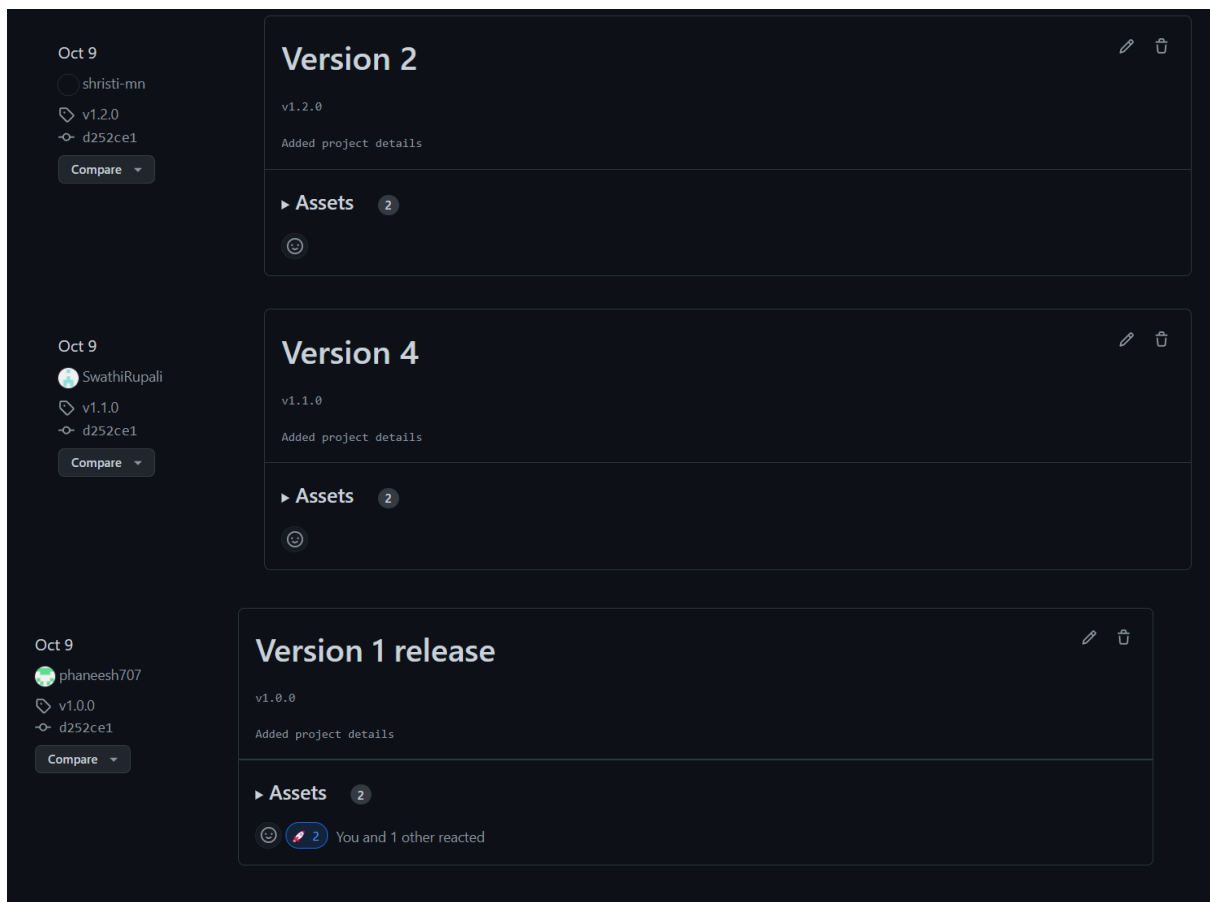 Oct 9
shristi-mn
v1.2.0
d252ce1
Compare
Version 2
v1.2.0
Added project details
Assets 2
Oct 9
SwathiRupali
v1.1.0
d252ce1
Compare
Version 4
v1.1.0
Added project details
Assets 2
Oct 9
phaneesh707
v1.0.0
d252ce1
Compare
Version 1 release
v1.0.0
Added project details
Assets 2
2 You and 1 other reacted